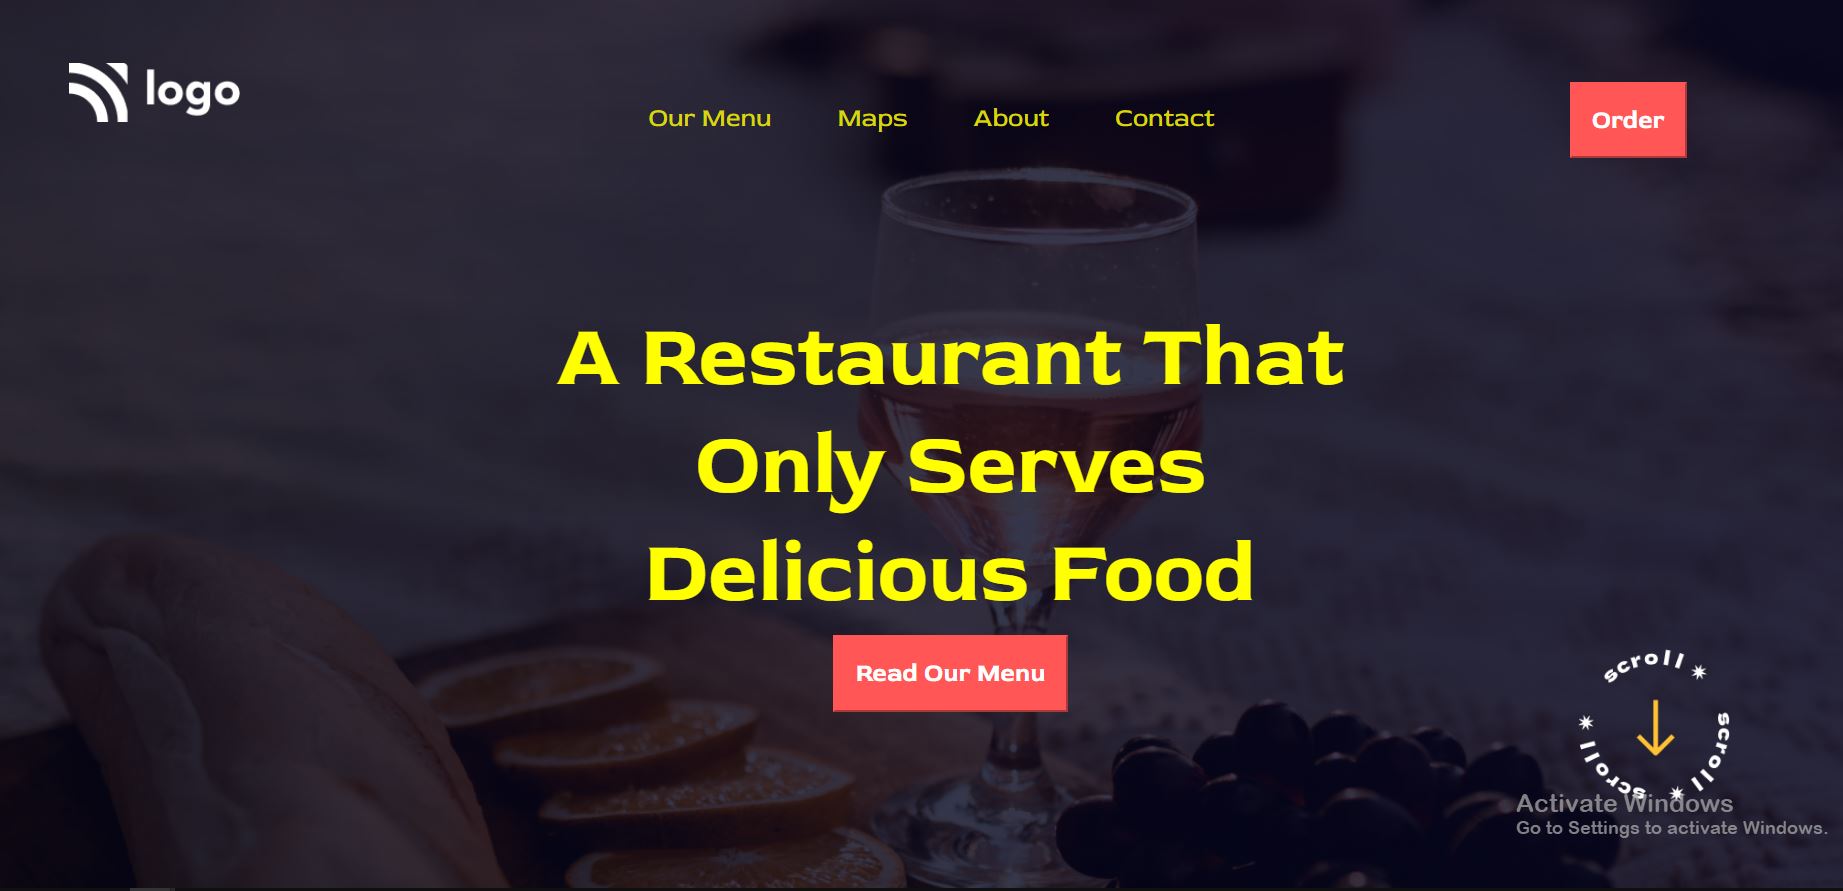 logo
Our Menu Maps About Contact
Order
A Restaurant That
Only Serves
Delicious Food
Read Our Menu
scroll * scroll * scroll *
Activate Windows
Go to Settings to activate Windows.